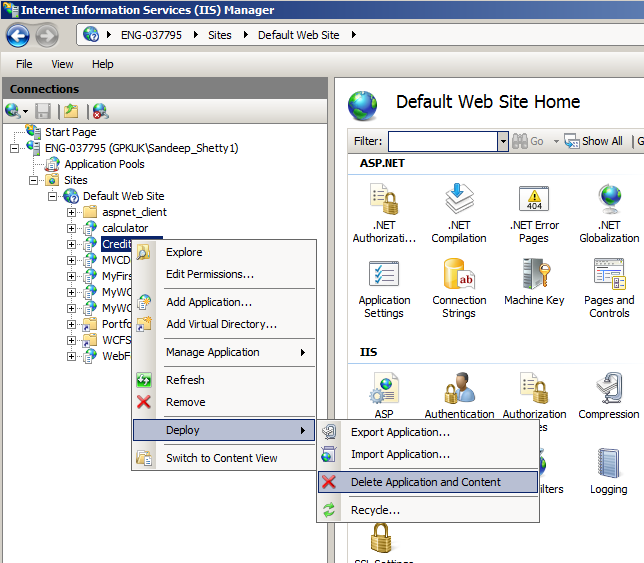 Internet Information Services (IIS) Manager
ENG-037795 Sites Default Web Site
File View Help
Connections
Start Page
ENG-037795 (GPKUK\Sandeep_Shetty1)
Application Pools
Sites
Default Web Site
aspnet_client
calculator
Credit
MVCD
MyFirs
MyWC
MyWC
Portfo
WCFS
WebF
Explore
Edit Permissions...
Add Application...
Add Virtual Directory...
Manage Application
Refresh
Remove
Deploy
Switch to Content View
Export Application...
Import Application...
Delete Application and Content
Recycle...
Default Web Site Home
Filter: Go Show All G
ASP.NET
.NET Authorizati...
.NET Compilation
404
.NET Error Pages
.NET Globalization
Application Settings
ab
Connection Strings
Machine Key
Pages and Controls
IIS
ASP
Authentication
Authorization
es
Compression
ilters
Logging
SSL Settings